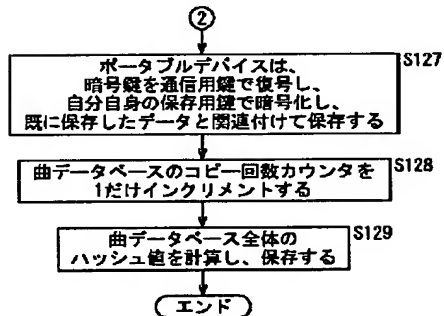 ②
S127
ポータブルデバイスは、
暗号鍵を通信用鍵で復号し、
自分自身の保存用鍵で暗号化し、
既に保存したデータと関連付けて保存する
S128
曲データベースのコピー回数カウンタを
1だけインクリメントする
S129
曲データベース全体の
ハッシュ値を計算し、保存する
エンド